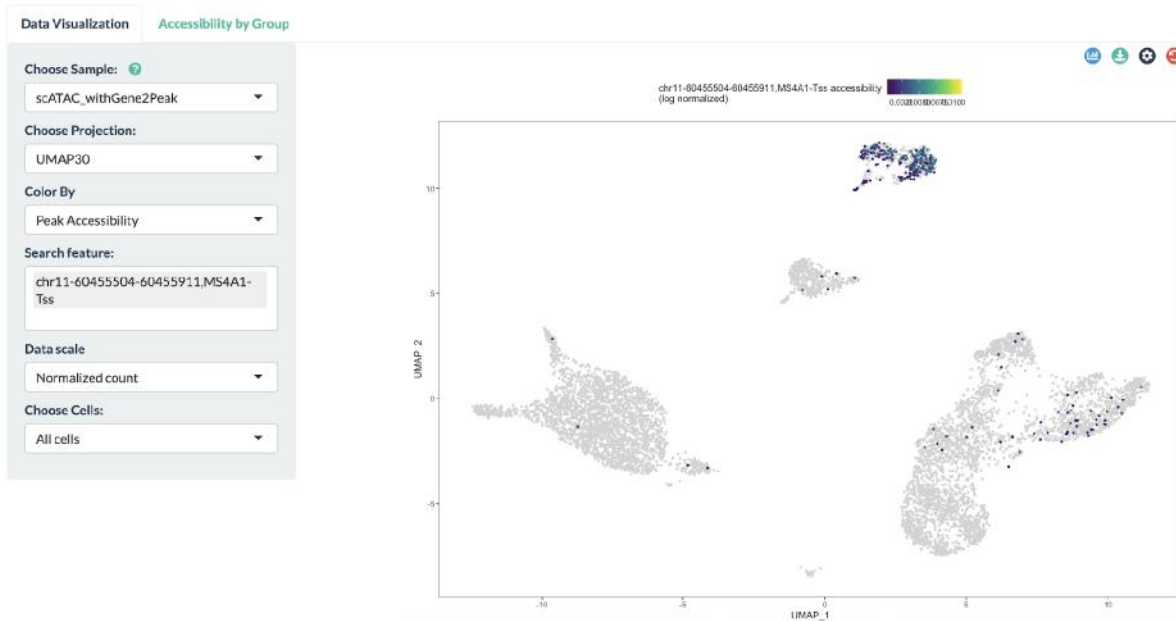 Data Visualization
Accessibility by Group
Choose Sample:
scATAC_withGene2Peak
Choose Projection:
UMAP30
Color By
Peak Accessibility
Search feature:
chr11-60455504-60455911,MS4A1-
Tss
Data scale
Normalized count
Choose Cells:
All cells
chr11-60455504-60455911,MS4A1-Tss accessibility
(log normalized)
10
5
0
-5
UMAP_2
-10
-5
0
5
10
UMAP_1